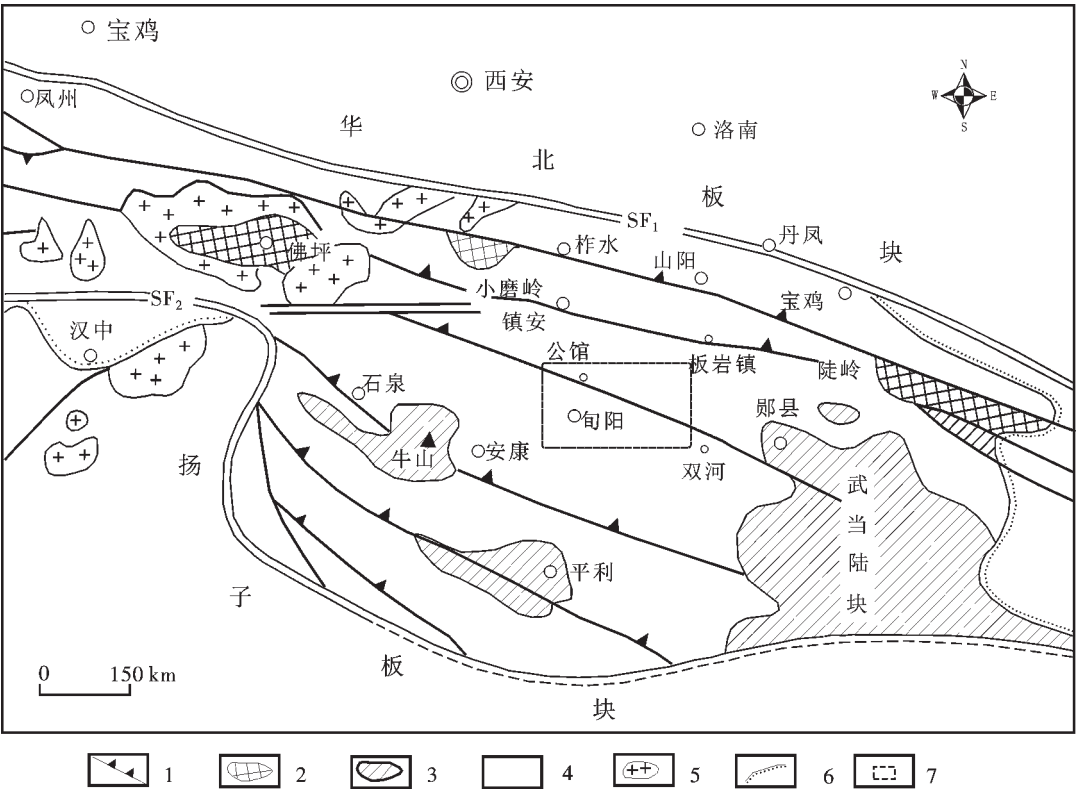 宝鸡
西安
N
W E
S
凤州
洛南
华北板块
SF1
丹凤
柞水
佛坪
山阳
小磨岭
宝鸡
SF2
镇安
汉中
公馆
板岩镇
陡岭
石泉
旬阳
郧县
牛山
安康
双河
武当陆块
扬子板块
平利
0 150 km
1 2 3 4 5 6 7